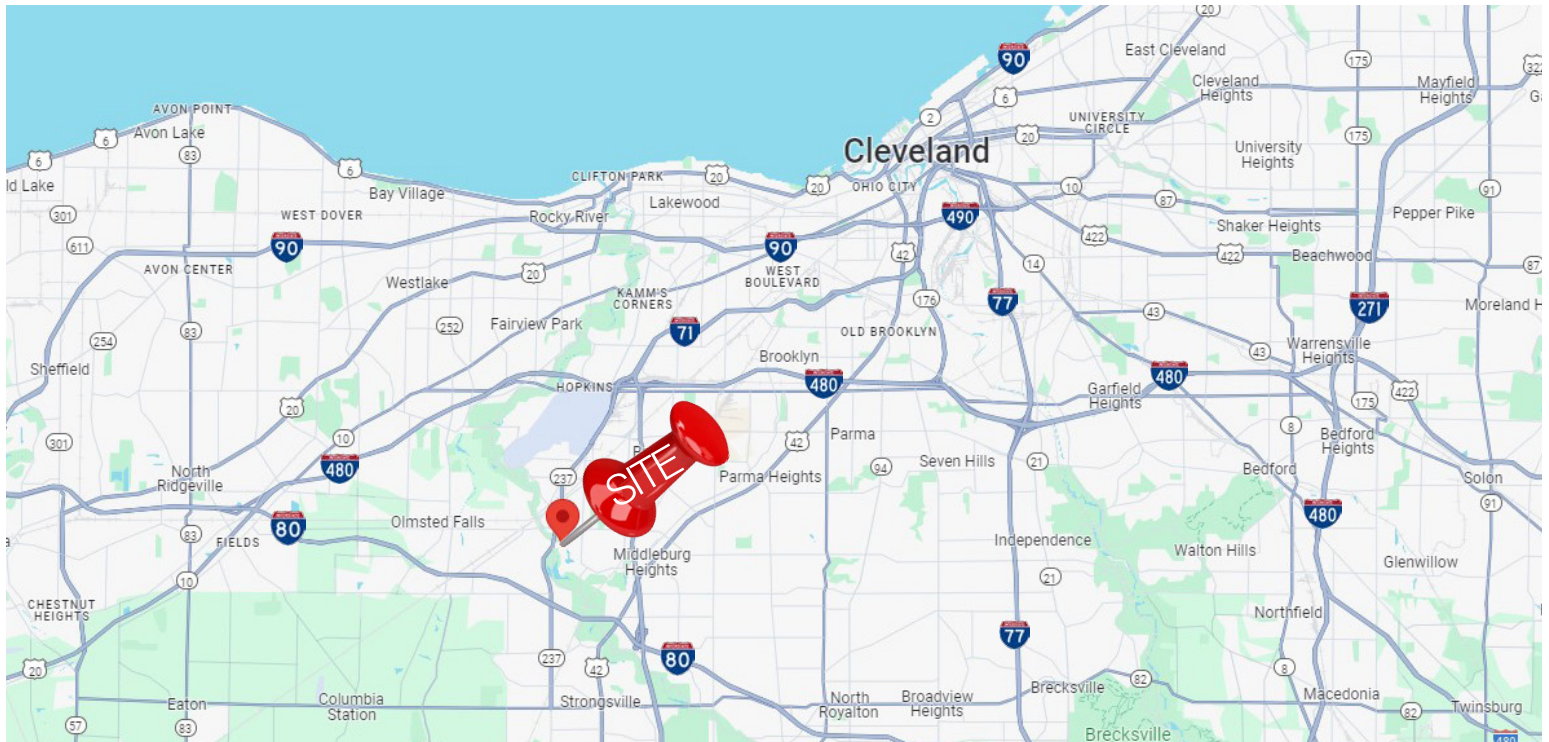 20
90
East Cleveland
175
322
6
Cleveland
Heights
Mayfield
Heights
AVON POINT
Avon Lake
6
6
83
2
UNIVERSITY
CIRCLE
20
175
University
Heights
Cleveland
6
CLIFTON PARK
20
20
OHIO CITY
10
87
91
Bay Village
Lakewood
301
WEST DOVER
Rocky River
490
Shaker Heights
Pepper Pike
611
90
90
42
422
422
Beachwood
87
AVON CENTER
20
WEST
BOULEVARD
14
Westlake
KAMM'S
CORNERS
176
77
271
43
83
252
Fairview Park
71
OLD BROOKLYN
254
Warrensville
Heights
43
Sheffield
Brooklyn
HOPKINS
480
480
Garfield
Heights
422
175
20
10
301
42
Parma
8
Bedford
Heights
480
North
Ridgeville
237
SITE
Parma Heights
94
Seven Hills
21
Bedford
Solon
91
480
80
Olmsted Falls
83
FIELDS
Middleburg
Heights
Independence
Walton Hills
Glenwillow
10
21
CHESTNUT
HEIGHTS
Northfield
77
20
237
42
80
8
Brecksville
82
Eaton
Columbia
Station
Strongsville
North
Royalton
Broadview
Heights
Macedonia
82
Twinsburg
57
83
Brecksville
480